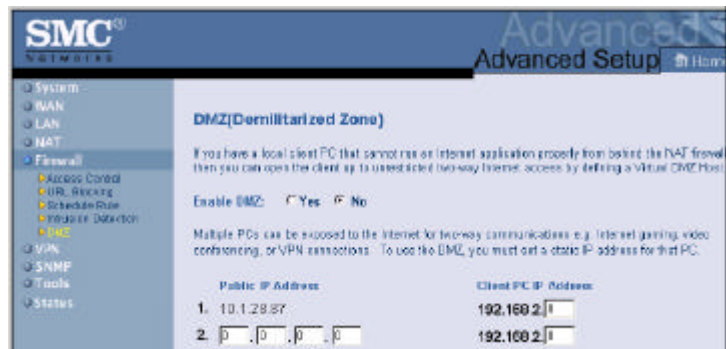 SMC®
Networks
Advanced S
Advanced Setup
Home
System
WAN
LAN
NAT
Firewall
Access Control
URL Blocking
Schedule Rule
Intrusion Detection
DMZ
VPN
SNMP
Tools
Status
DMZ(Demilitarized Zone)
If you have a local client PC that cannot run an Internet application properly from behind the NAT firewall
then you can open the client up to unrestricted two-way Internet access by defining a Virtual DMZ Host
Enable DMZ: Yes No
Multiple PCs can be exposed to the Internet for two-way communications e.g. Internet gaming, video
conferencing, or VPN connections. To use the DMZ, you must set a static IP address for that PC.
Public IP Address Client PC IP Address
1. 10.1.28.87 192.168.2.
2. 0 . 0 . 0 . 0 192.168.2.